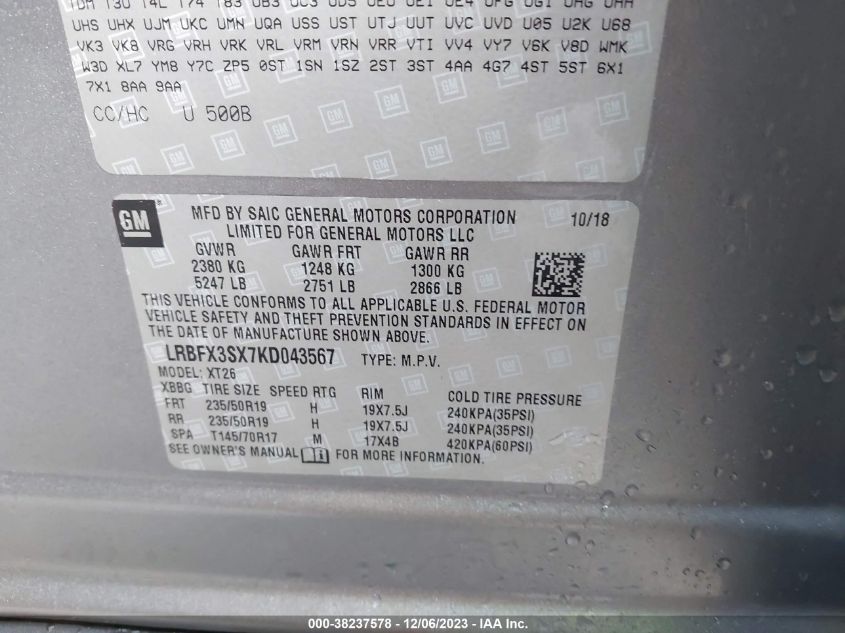 UHS UHX UJM UKC UMN UQA USS UST UTJ UUT UVC UVD U05 U2K U68
VK3 VK8 VRG VRH VRK VRL VRM VRN VRR VTI VV4 VY7 V6K V8D WMK
W3D XL7 YM8 Y7C ZP5 0ST 1SN 1SZ 2ST 3ST 4AA 4G7 4ST 5ST 6X1
7X1 8AA 9AA
CC/HC U 500B
GM
MFD BY SAIC GENERAL MOTORS CORPORATION 10/18
LIMITED FOR GENERAL MOTORS LLC
GVWR GAWR FRT GAWR RR
2380 KG 1248 KG 1300 KG
5247 LB 2751 LB 2866 LB
THIS VEHICLE CONFORMS TO ALL APPLICABLE U.S. FEDERAL MOTOR
VEHICLE SAFETY AND THEFT PREVENTION STANDARDS IN EFFECT ON
THE DATE OF MANUFACTURE SHOWN ABOVE.
LRBFX3SX7KD043567 TYPE: M.P.V.
MODEL: XT26
XBBG TIRE SIZE SPEED RTG RIM COLD TIRE PRESSURE
FRT 235/50R19 H 19X7.5J 240KPA(35PSI)
RR 235/50R19 H 19X7.5J 240KPA(35PSI)
SPA T145/70R17 M 17X4B 420KPA(60PSI)
SEE OWNER'S MANUAL FOR MORE INFORMATION.
000-38237578 - 12/06/2023 - IAA Inc.